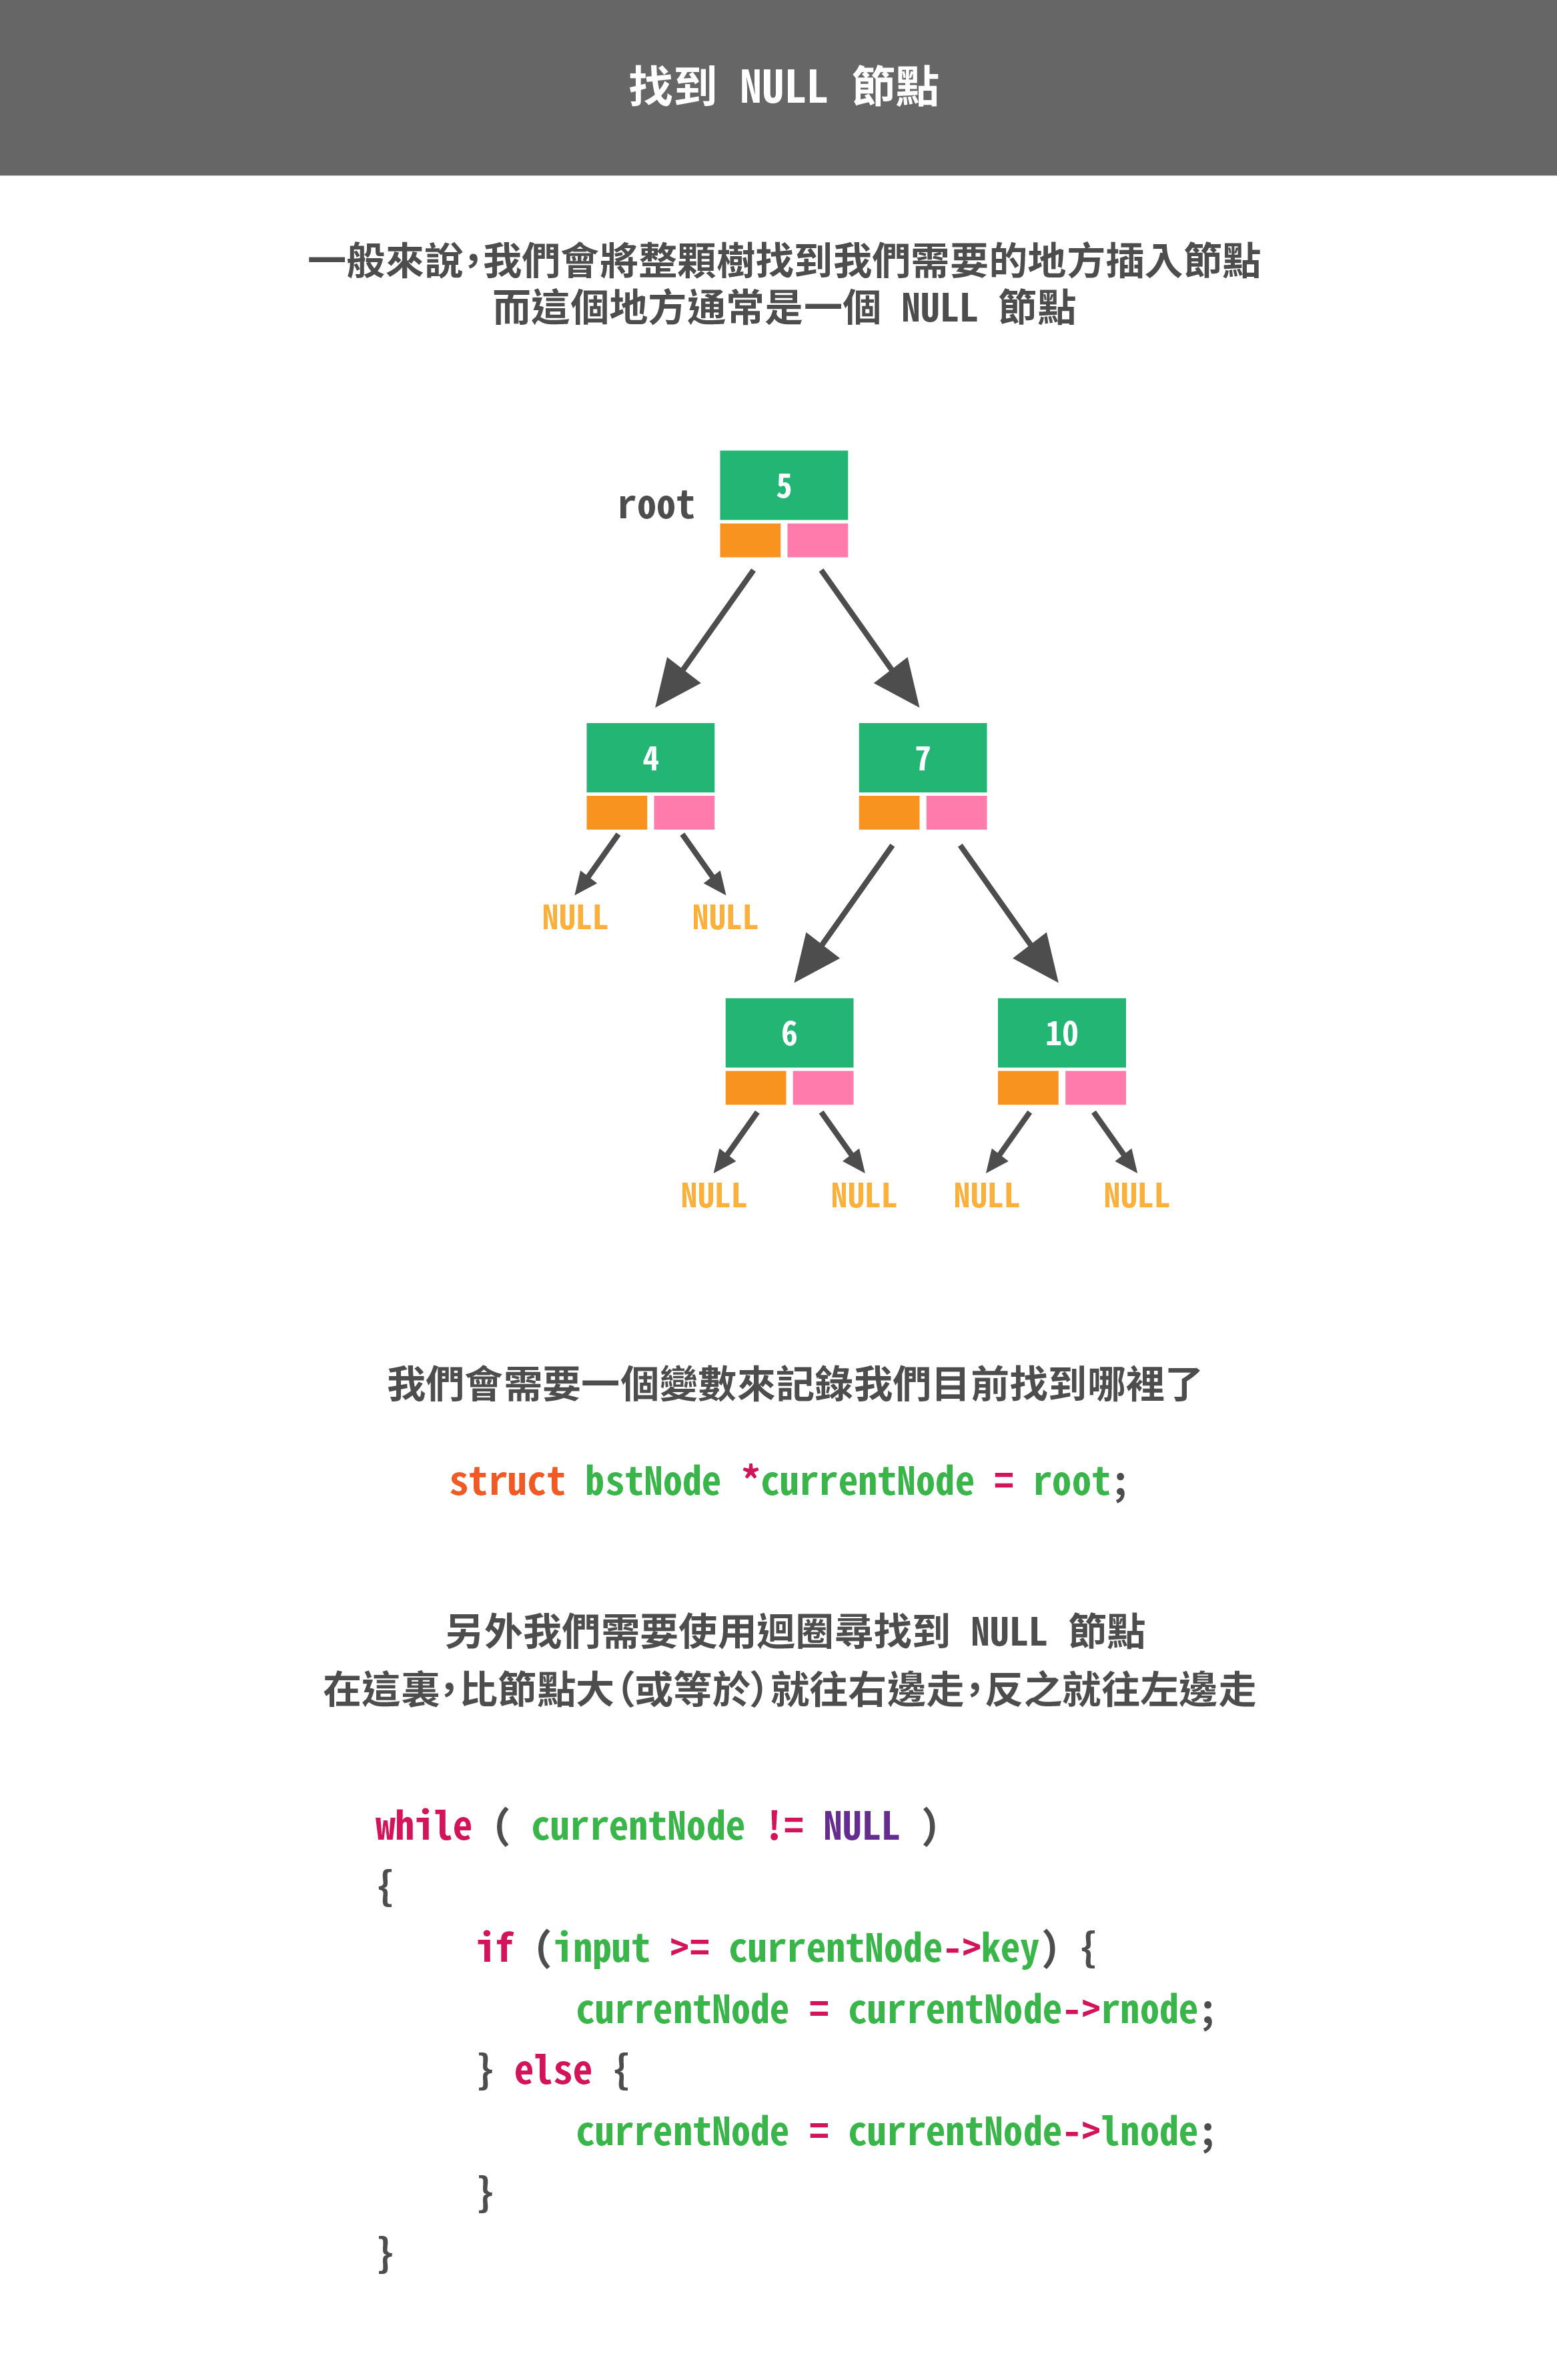 找到 NULL 節點
一般來說，我們會將整顆樹找到我們需要的地方插入節點
而這個地方通常是一個 NULL 節點
root
5
4
7
NULL
NULL
6
10
NULL
NULL
NULL
NULL
我們會需要一個變數來記錄我們目前找到哪裡了
struct bstNode *currentNode = root;
另外我們需要使用迴圈尋找到 NULL 節點
在這裏，比節點大（或等於）就往右邊走，反之就往左邊走
while ( currentNode != NULL )
{
if (input >= currentNode->key) {
currentNode = currentNode->rnode;
} else {
currentNode = currentNode->lnode;
}
}